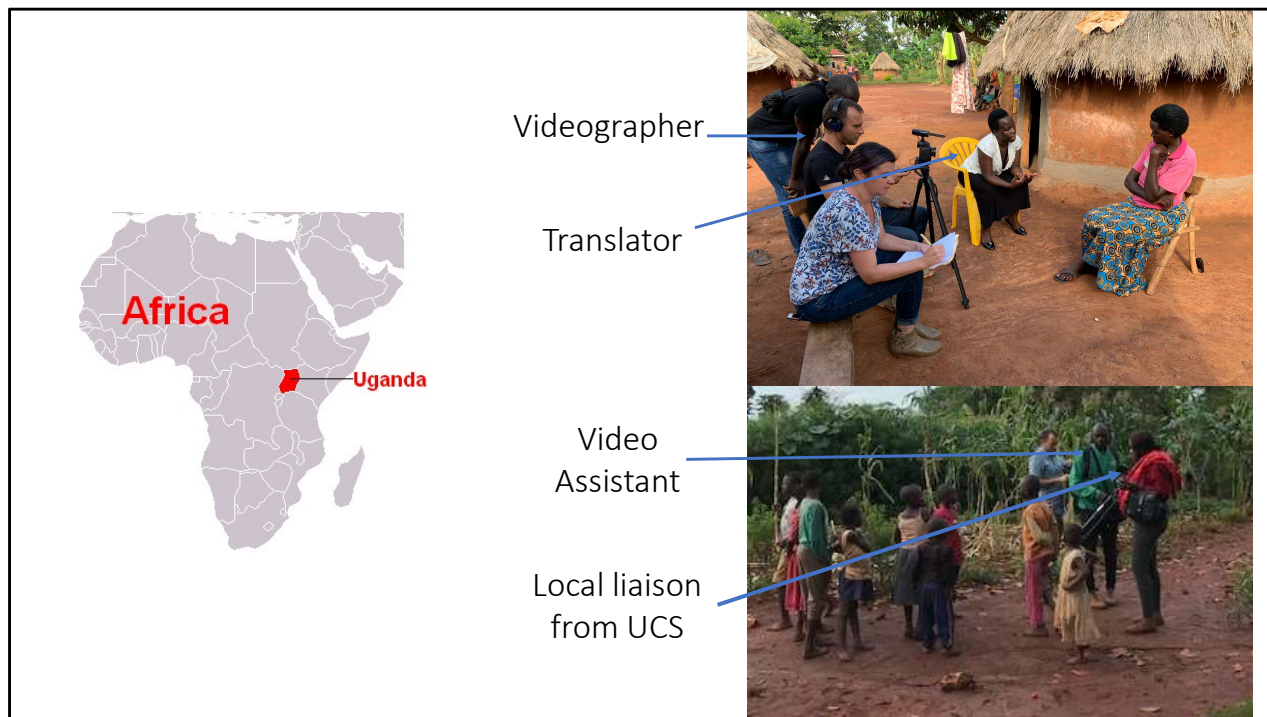 Africa
Uganda
Videographer
Translator
Video
Assistant
Local liaison
from UCS